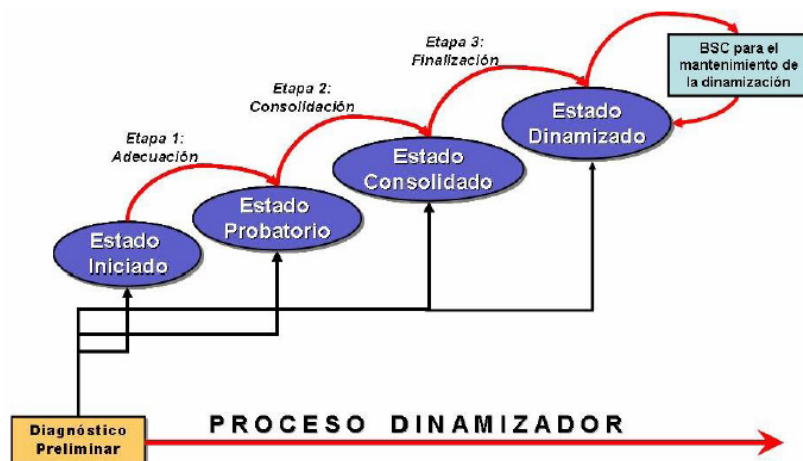 Etapa 1:
Adecuación
Etapa 2:
Consolidación
Etapa 3:
Finalización
BSC para el
mantenimiento de
la dinamización
Estado
Dinamizado
Estado
Consolidado
Estado
Probatorio
Estado
Iniciado
Diagnóstico
Preliminar
PROCESO DINAMIZADOR